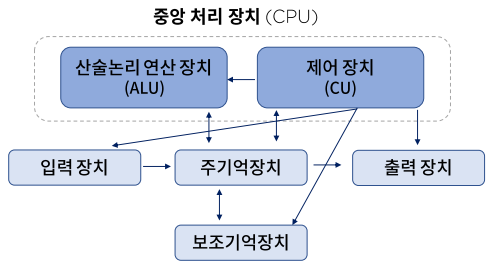 중앙 처리 장치 (CPU)
산술논리 연산 장치
(ALU)
제어 장치
(CU)
입력 장치
주기억장치
출력 장치
보조기억장치